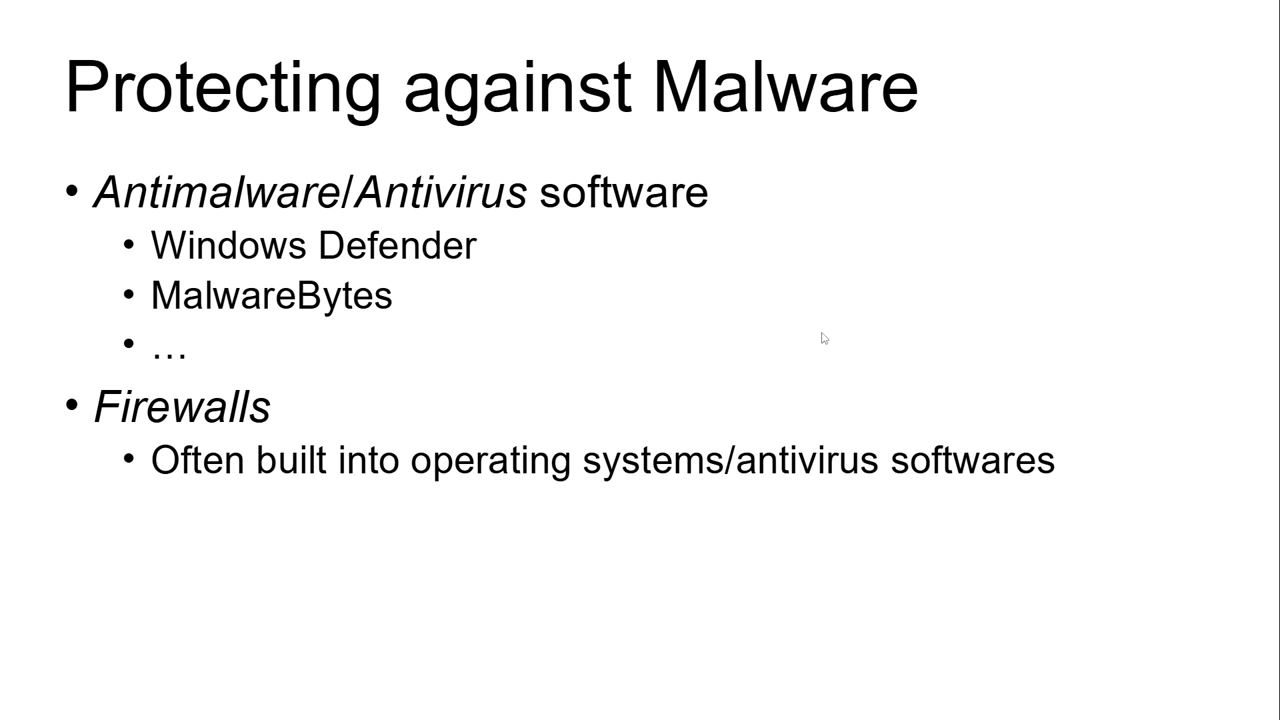 Protecting against Malware
• Antimalware/Antivirus software
• Windows Defender
• MalwareBytes
• …
• Firewalls
• Often built into operating systems/antivirus softwares